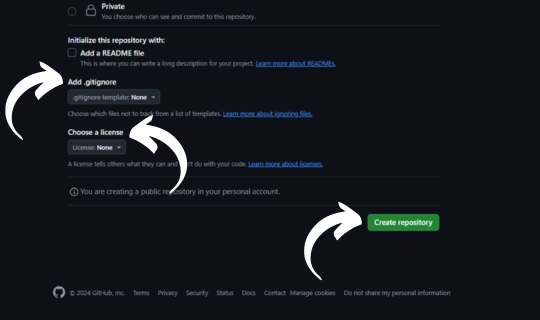 Private
You choose who can see and commit to this repository.
Initialize this repository with:
Add a README file
This is where you can write a long description for your project. Learn more about READMEs.
Add .gitignore
.gitignore template: None
Choose which files not to track from a list of templates. Learn more about ignoring files.
Choose a license
License: None
A license tells others what they can and do with your code. Learn more about licenses.
You are creating a public repository in your personal account.
Create repository
© 2024 GitHub, Inc. Terms Privacy Security Status Docs Contact Manage cookies Do not share my personal information